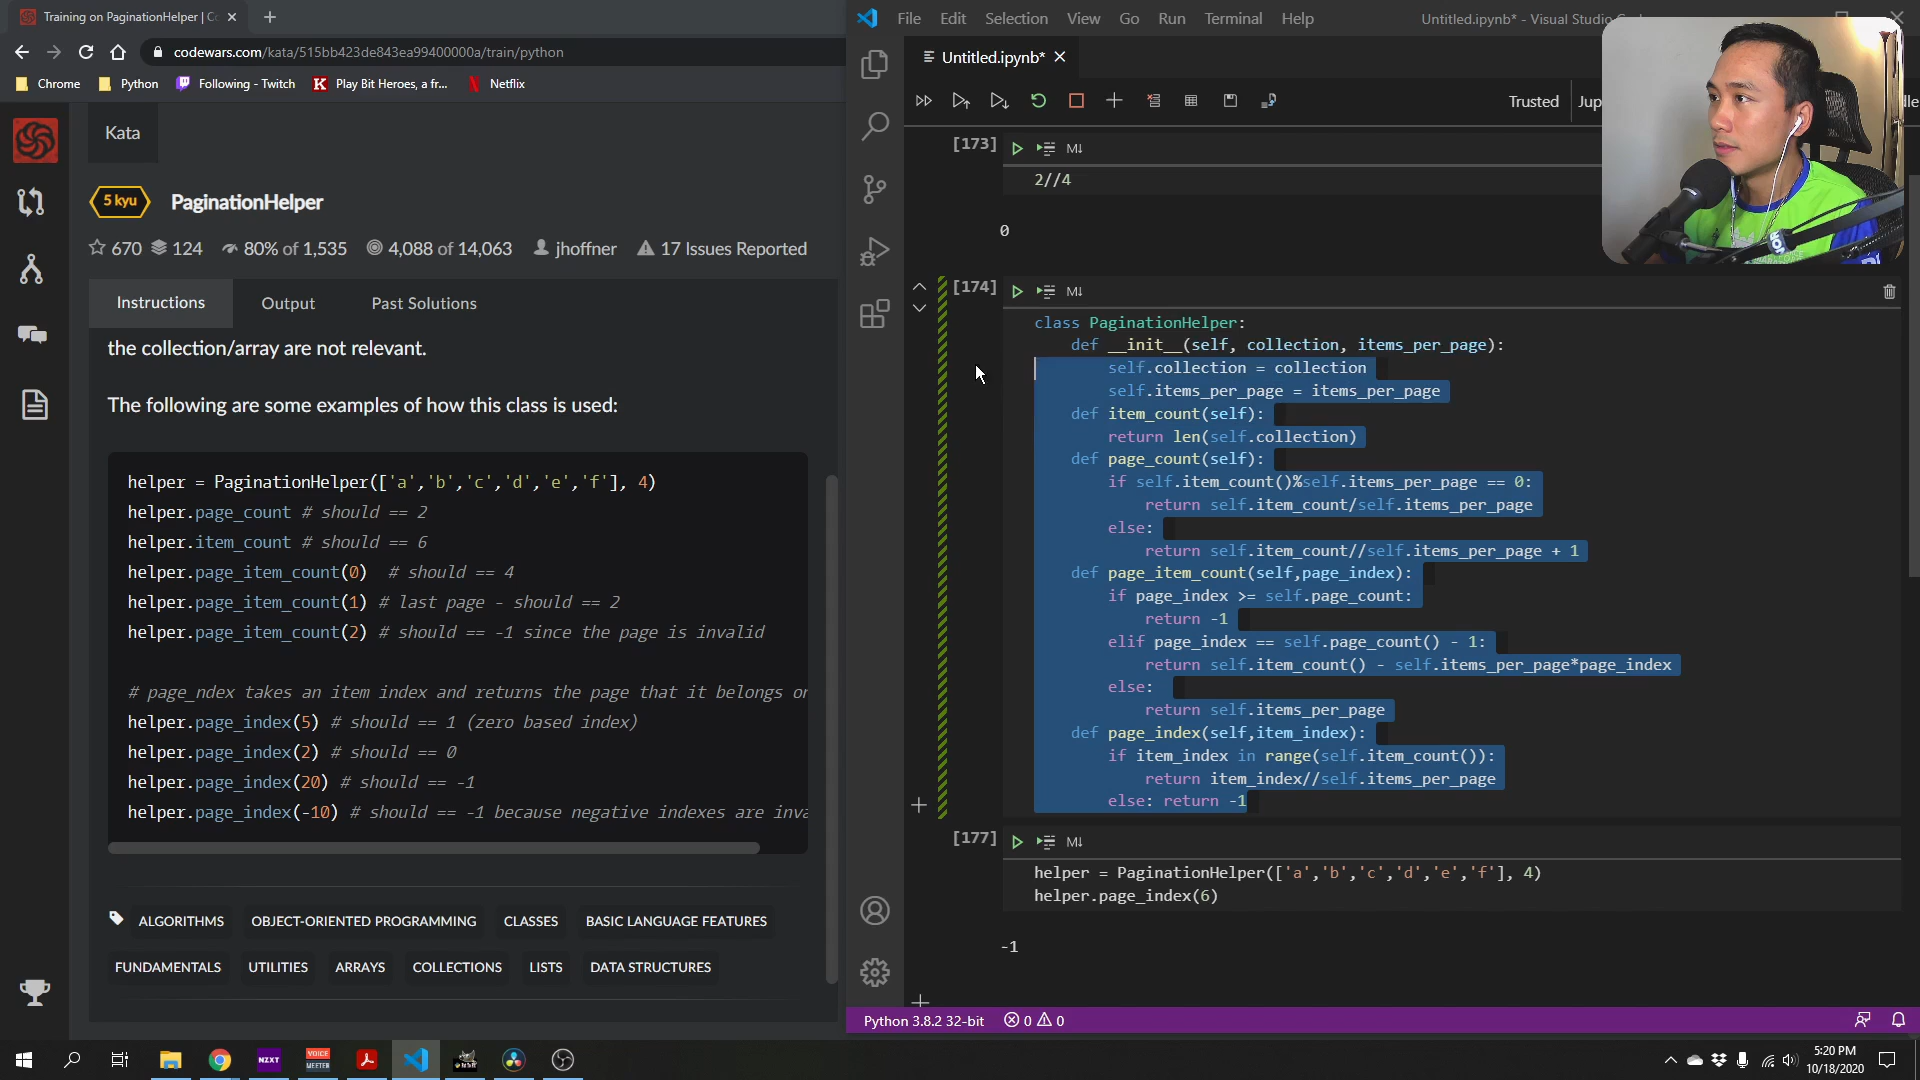 Training on PaginationHelper | Co
codewars.com/kata/515bb423de843ea99400000a/train/python
Chrome
Python
Following - Twitch
Play Bit Heroes, a fr...
Netflix
Kata
5 kyu
PaginationHelper
670
124
80% of 1,535
4,088 of 14,063
jhoffner
17 Issues Reported
Instructions
Output
Past Solutions
the collection/array are not relevant.
The following are some examples of how this class is used:
helper = PaginationHelper(['a','b','c','d','e','f'], 4)
helper.page_count # should == 2
helper.item_count # should == 6
helper.page_item_count(0)  # should == 4
helper.page_item_count(1) # last page - should == 2
helper.page_item_count(2) # should == -1 since the page is invalid
# page_ndex takes an item index and returns the page that it belongs on
helper.page_index(5) # should == 1 (zero based index)
helper.page_index(2) # should == 0
helper.page_index(20) # should == -1
helper.page_index(-10) # should == -1 because negative indexes are inva
ALGORITHMS
OBJECT-ORIENTED PROGRAMMING
CLASSES
BASIC LANGUAGE FEATURES
FUNDAMENTALS
UTILITIES
ARRAYS
COLLECTIONS
LISTS
DATA STRUCTURES
File
Edit
Selection
View
Go
Run
Terminal
Help
Untitled.ipynb* - Visual Studio
Untitled.ipynb*
Trusted
Jup
[173]
M↓
2//4
0
[174]
M↓
class PaginationHelper:
def __init__(self, collection, items_per_page):
self.collection = collection
self.items_per_page = items_per_page
def item_count(self):
return len(self.collection)
def page_count(self):
if self.item_count()%self.items_per_page == 0:
return self.item_count/self.items_per_page
else:
return self.item_count//self.items_per_page + 1
def page_item_count(self,page_index):
if page_index >= self.page_count:
return -1
elif page_index == self.page_count() - 1:
return self.item_count() - self.items_per_page*page_index
else:
return self.items_per_page
def page_index(self,item_index):
if item_index in range(self.item_count()):
return item_index//self.items_per_page
else: return -1
[177]
M↓
helper = PaginationHelper(['a','b','c','d','e','f'], 4)
helper.page_index(6)
-1
Python 3.8.2 32-bit
0
0
NZXT
VOICE
MEETER
5:20 PM
10/18/2020